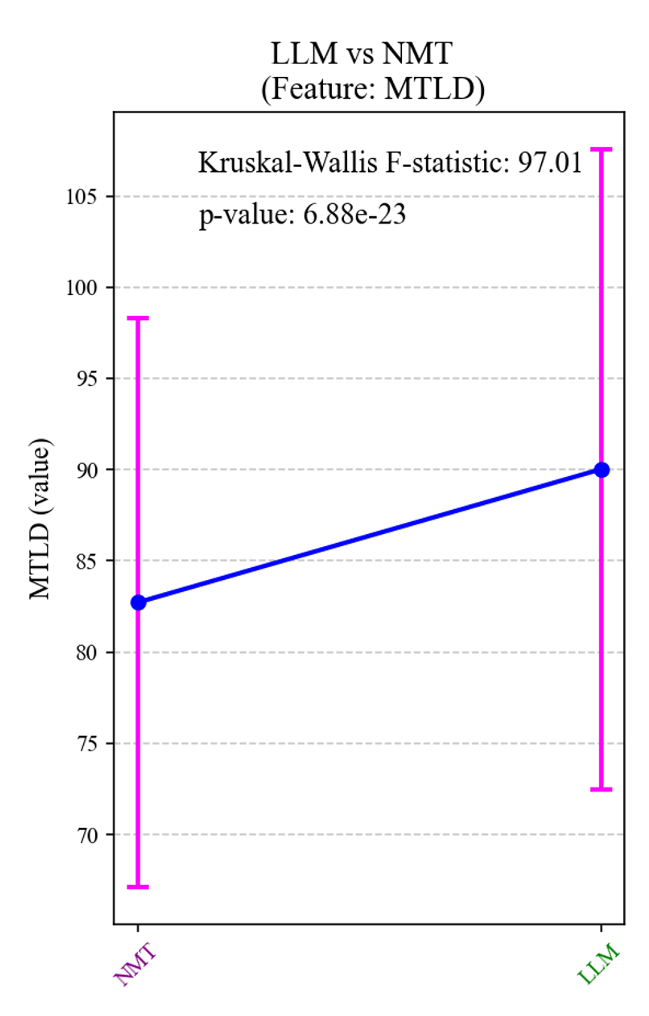 LLM vs NMT
(Feature: MTLD)
Kruskal-Wallis F-statistic: 97.01
p-value: 6.88e-23
105
100
95
90
85
80
75
70
MTLD (value)
NMT
LLM